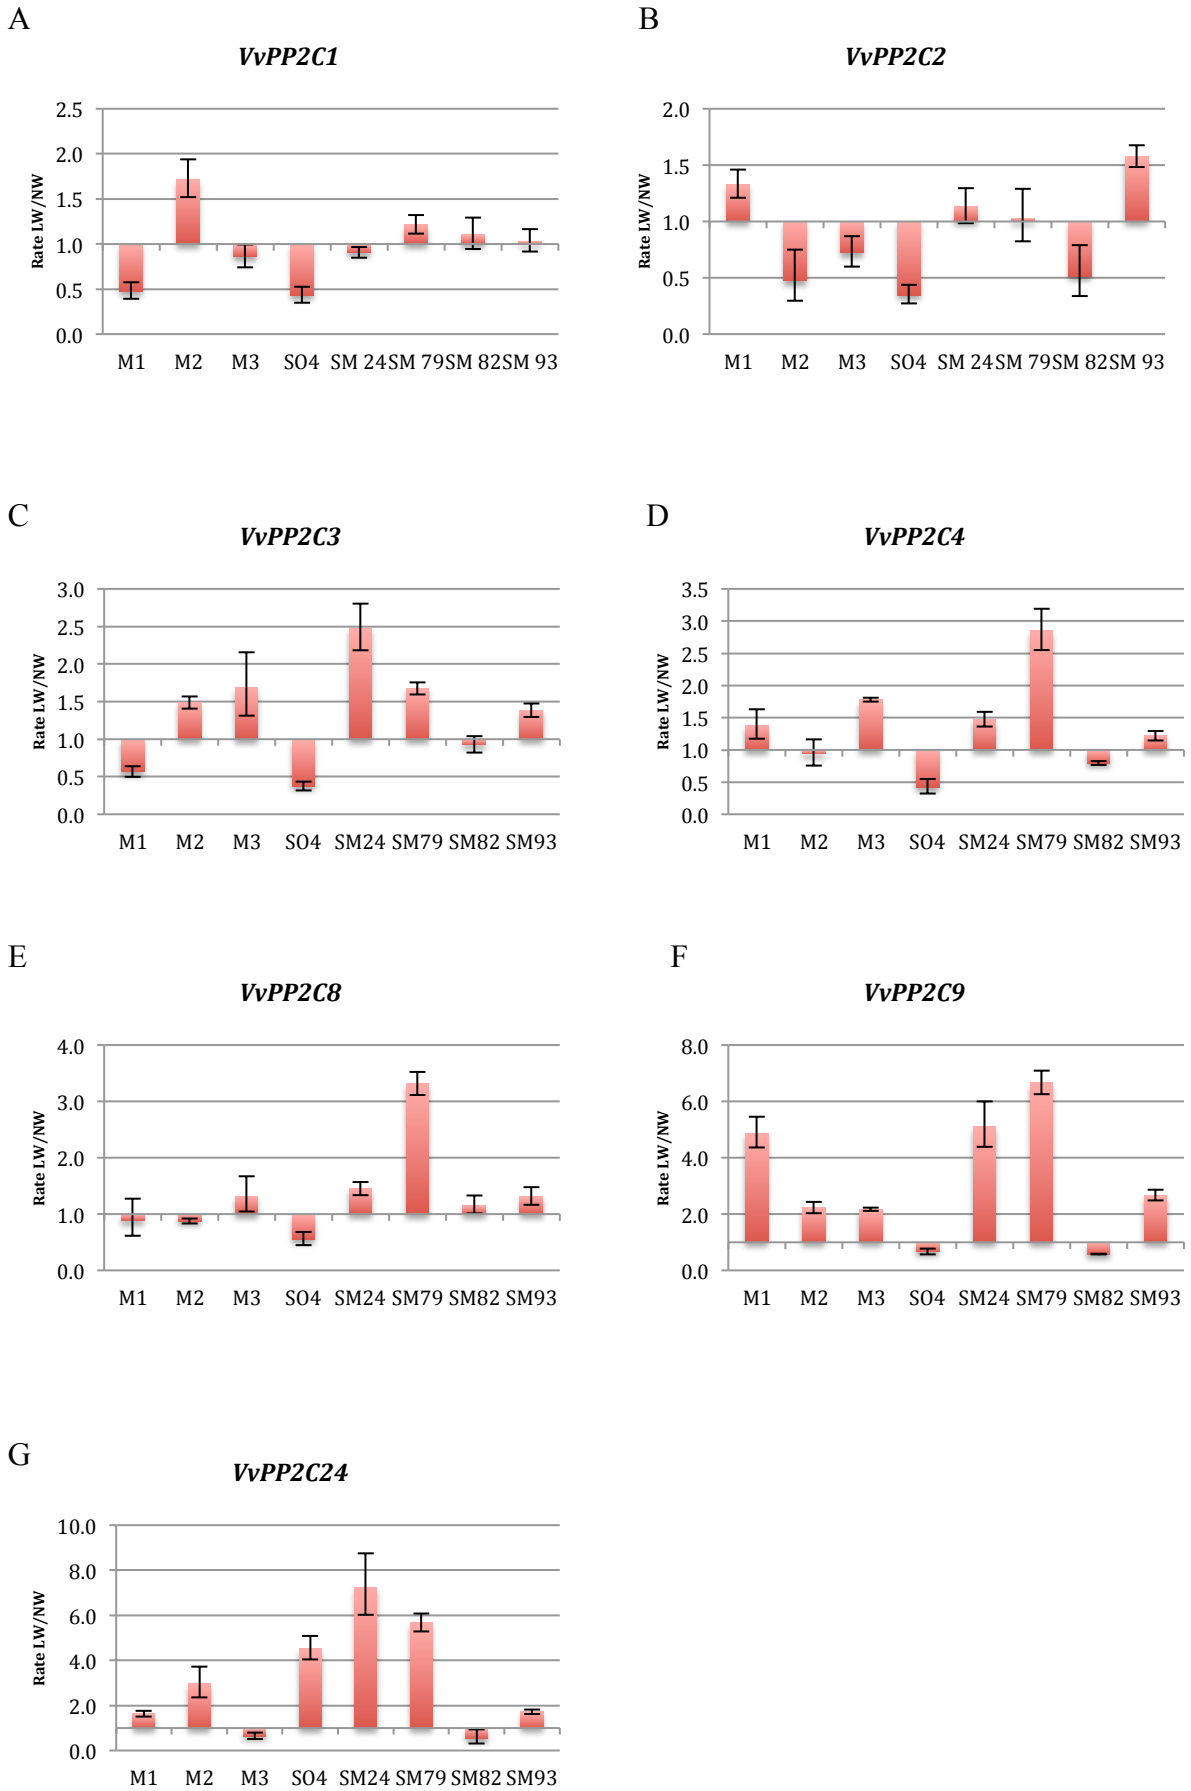 A
VvPP2C1
Rate LW/NW
2.5
2.0
1.5
1.0
0.5
0.0
M1 M2 M3 SO4 SM 24 SM 79 SM 82 SM 93
B
VvPP2C2
Rate LW/NW
2.0
1.5
1.0
0.5
0.0
M1 M2 M3 SO4 SM 24 SM 79 SM 82 SM 93
C
VvPP2C3
Rate LW/NW
3.0
2.5
2.0
1.5
1.0
0.5
0.0
M1 M2 M3 SO4 SM24 SM79 SM82 SM93
D
VvPP2C4
Rate LW/NW
3.5
3.0
2.5
2.0
1.5
1.0
0.5
0.0
M1 M2 M3 SO4 SM24 SM79 SM82 SM93
E
VvPP2C8
Rate LW/NW
4.0
3.0
2.0
1.0
0.0
M1 M2 M3 SO4 SM24 SM79 SM82 SM93
F
VvPP2C9
Rate LW/NW
8.0
6.0
4.0
2.0
0.0
M1 M2 M3 SO4 SM24 SM79 SM82 SM93
G
VvPP2C24
Rate LW/NW
10.0
8.0
6.0
4.0
2.0
0.0
M1 M2 M3 SO4 SM24 SM79 SM82 SM93